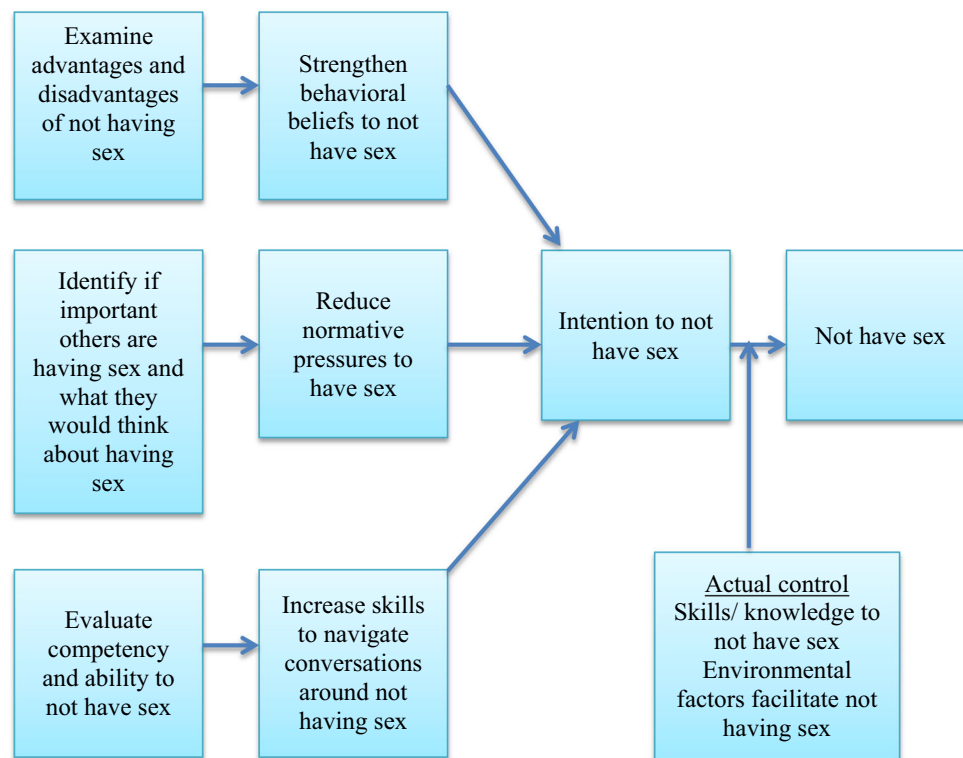 Examine
advantages and
disadvantages
of not having
sex
Strengthen
behavioral
beliefs to not
have sex
Identify if
important
others are
having sex and
what they
would think
about having
sex
Reduce
normative
pressures to
have sex
Intention to not
have sex
Not have sex
Evaluate
competency
and ability to
not have sex
Increase skills
to navigate
conversations
around not
having sex
Actual control
Skills/ knowledge to
not have sex
Environmental
factors facilitate not
having sex